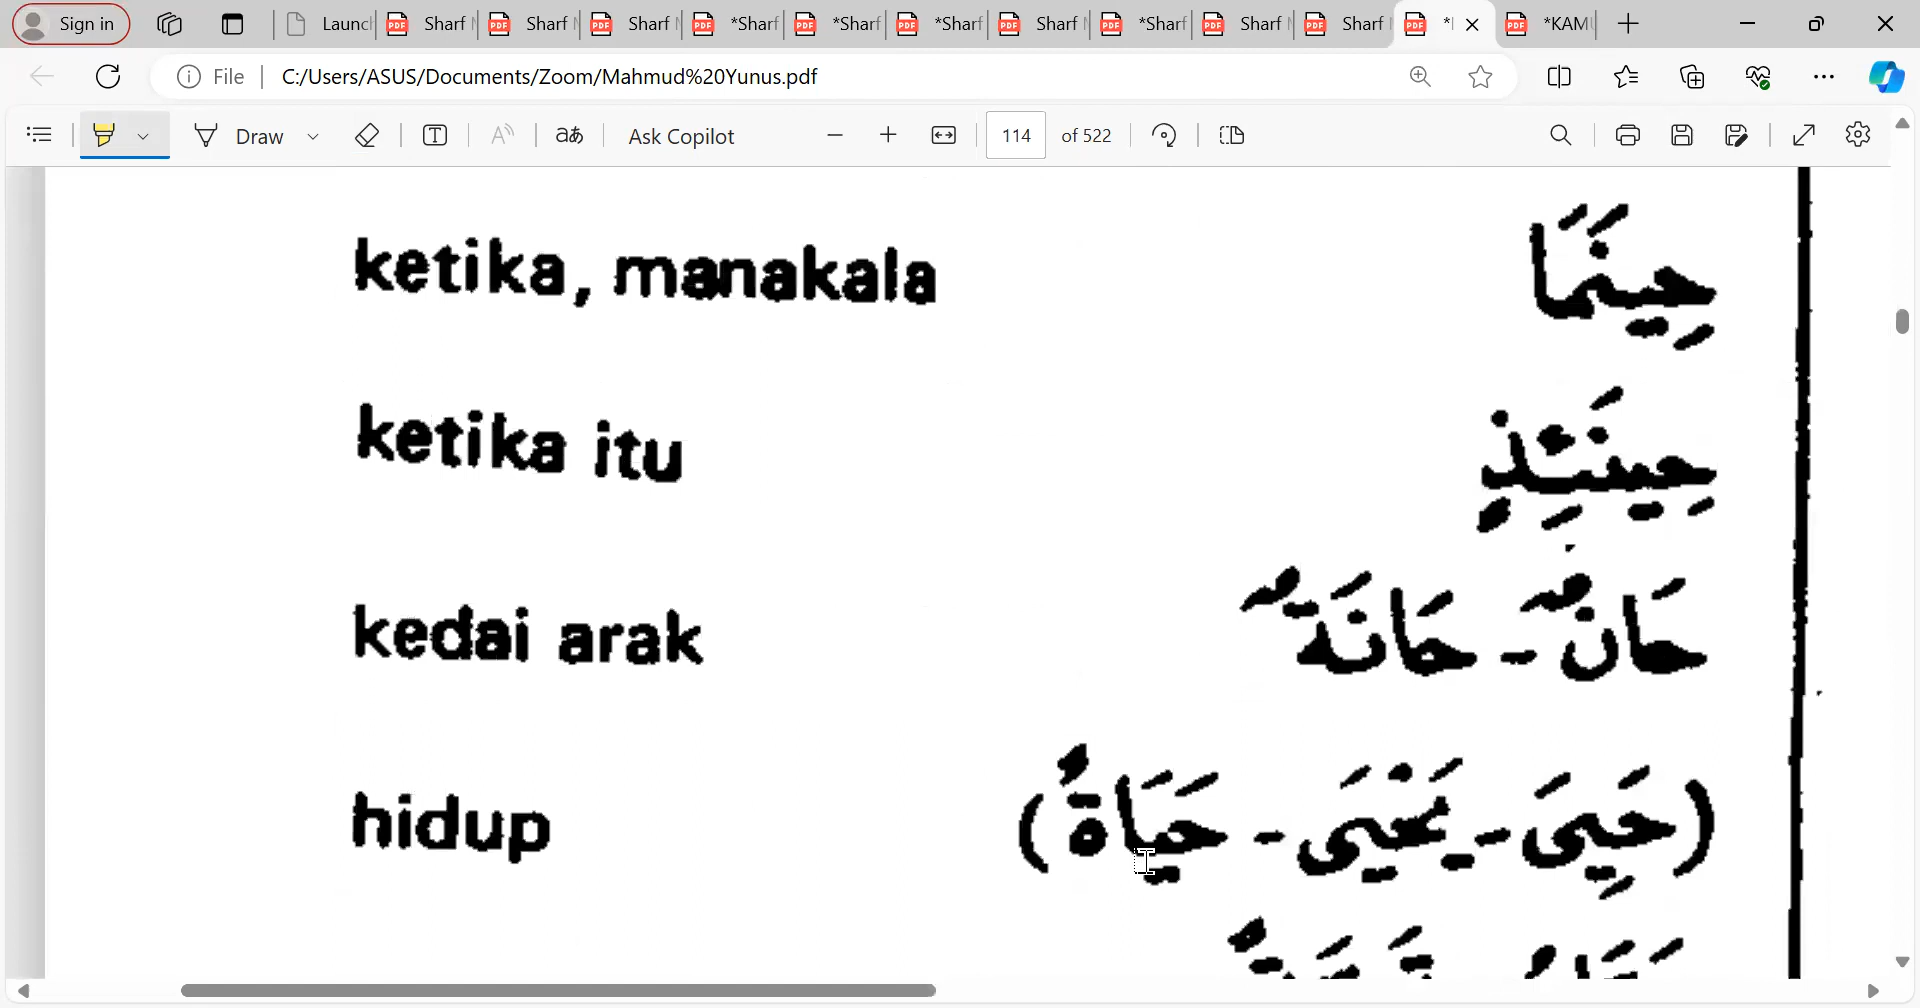 Sign in
Launc Sharf Sharf Sharf *Sharf *Sharf *Sharf Sharf *Sharf Sharf Sharf *KAM
File C:/Users/ASUS/Documents/Zoom/Mahmud%20Yunus.pdf
Draw aあ Ask Copilot 114 of 522
ketika, manakala حِينَمَا
ketika itu حِينَئِذٍ
kedai arak حَانٌ - حَانَةٌ
hidup (حَيِىَ - يَحْيَى - حَيَاةً)